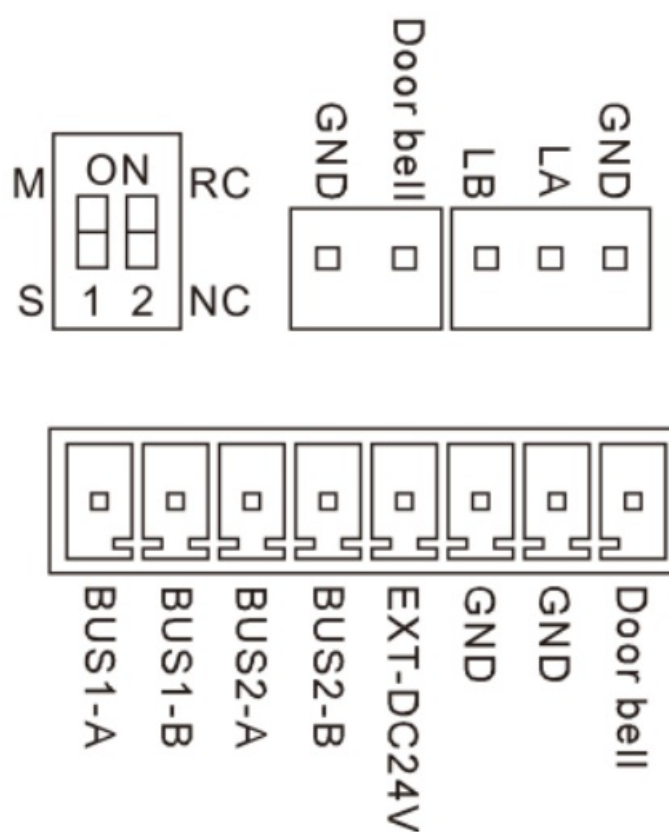 M
ON
RC
S
1 2
NC
GND
Door bell
LB
LA
GND
BUS1-A
BUS1-B
BUS2-A
BUS2-B
EXT-DC24V
GND
GND
Door bell